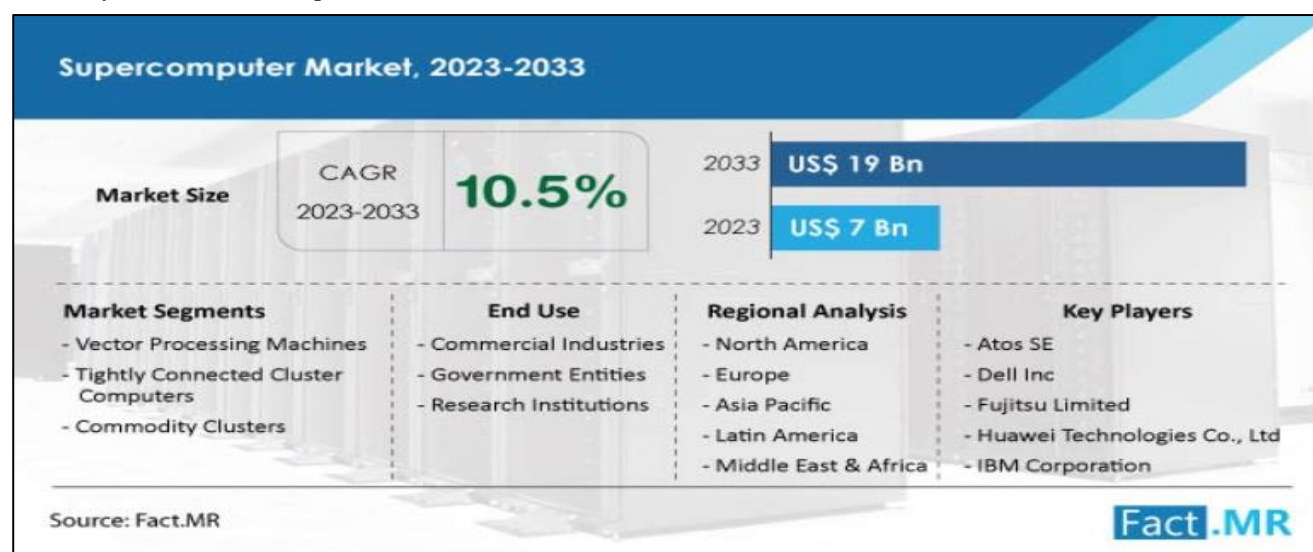 Supercomputer Market, 2023-2033
Market Size
CAGR
2023-2033
10.5%
2033
US$ 19 Bn
2023
US$ 7 Bn
Market Segments
- Vector Processing Machines
- Tightly Connected Cluster
Computers
- Commodity Clusters
End Use
- Commercial Industries
- Government Entities
- Research Institutions
Regional Analysis
- North America
- Europe
- Asia Pacific
- Latin America
- Middle East & Africa
Key Players
- Atos SE
- Dell Inc
- Fujitsu Limited
- Huawei Technologies Co., Ltd
- IBM Corporation
Source: Fact.MR
Fact.MR